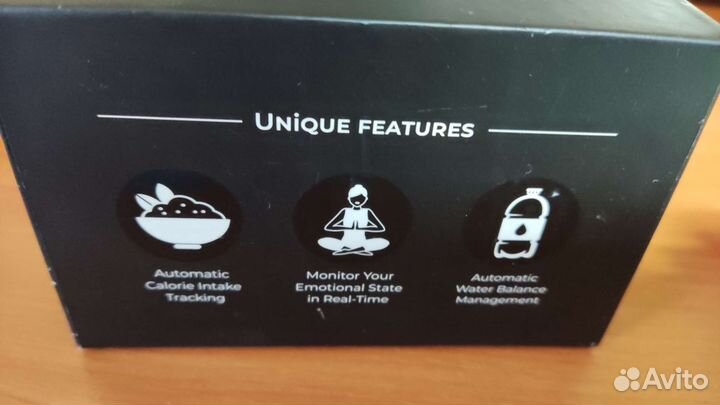 UNiQUE FEATURES
Automatic
Calorie Intake
Tracking
Monitor Your
Emotional State
in Real-Time
Automatic
Water Balance
Management
Avito